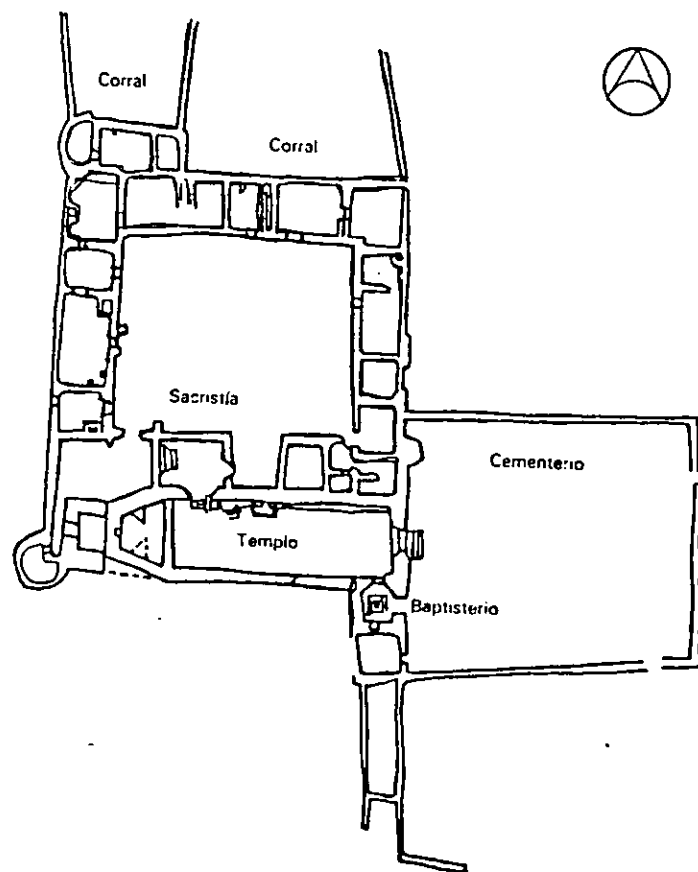 Corral
Corral
Sacristía
Cementerio
Templo
Baptisterio